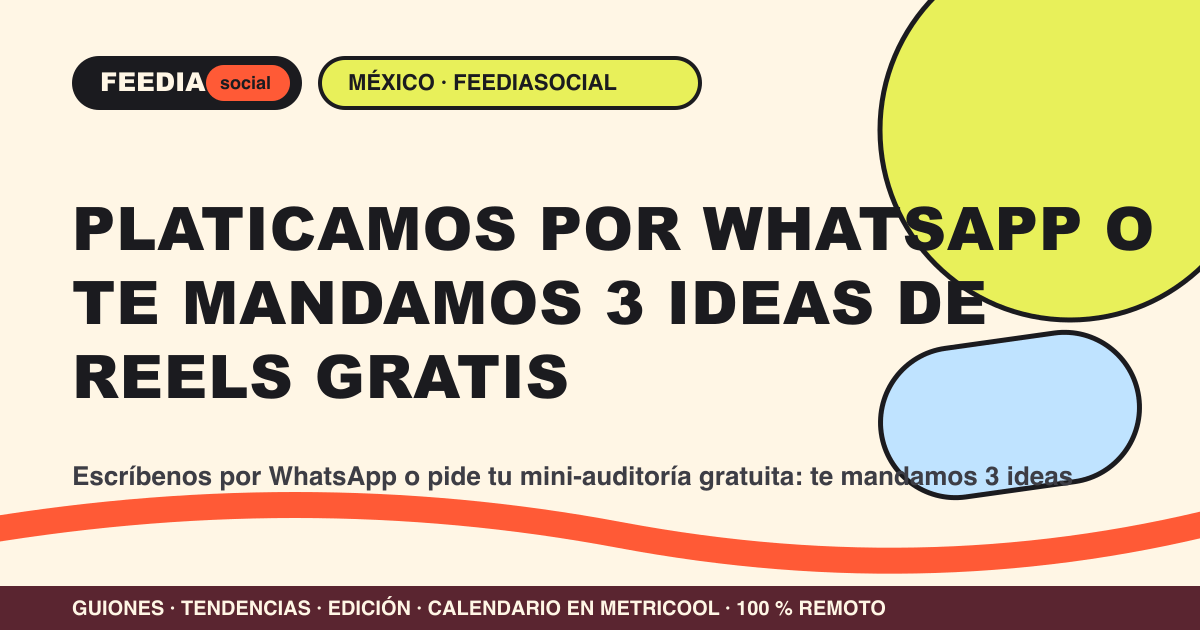 FEEDIA social
MÉXICO · FEEDIASOCIAL
PLATICAMOS POR WHATSAPP O
TE MANDAMOS 3 IDEAS DE
REELS GRATIS
Escríbenos por WhatsApp o pide tu mini-auditoría gratuita: te mandamos 3 ideas
GUIONES · TENDENCIAS · EDICIÓN · CALENDARIO EN METRICOOL · 100 % REMOTO